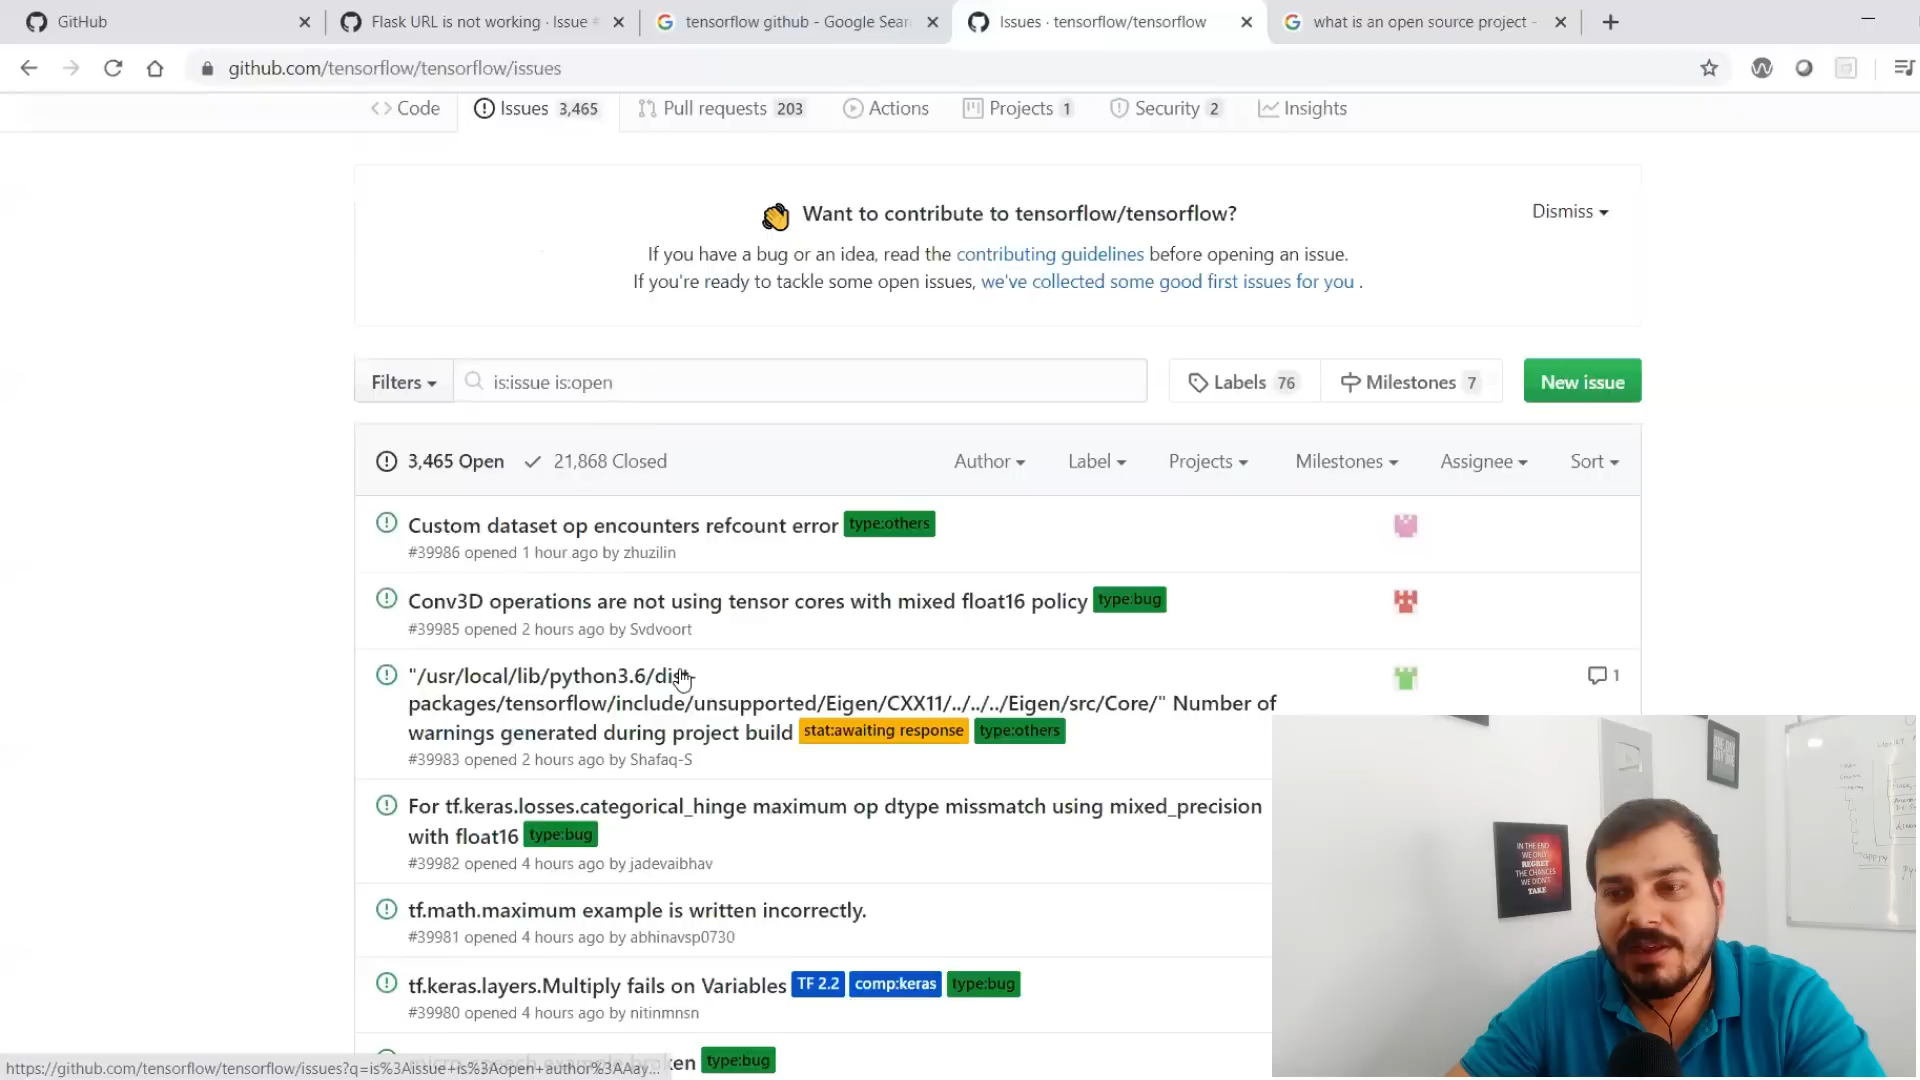 GitHub
Flask URL is not working · Issue
tensorflow github - Google Sear
Issues · tensorflow/tensorflow
what is an open source project -
github.com/tensorflow/tensorflow/issues
Code
Issues 3,465
Pull requests 203
Actions
Projects 1
Security 2
Insights
Want to contribute to tensorflow/tensorflow?
Dismiss
If you have a bug or an idea, read the contributing guidelines before opening an issue.
If you're ready to tackle some open issues, we've collected some good first issues for you .
Filters
is:issue is:open
Labels 76
Milestones 7
New issue
3,465 Open
21,868 Closed
Author
Label
Projects
Milestones
Assignee
Sort
Custom dataset op encounters refcount error type:others
#39986 opened 1 hour ago by zhuzilin
Conv3D operations are not using tensor cores with mixed float16 policy type:bug
#39985 opened 2 hours ago by Svdvoort
"/usr/local/lib/python3.6/dist-
1
packages/tensorflow/include/unsupported/Eigen/CXX11/../../../Eigen/src/Core/" Number of
warnings generated during project build stat:awaiting response type:others
#39983 opened 2 hours ago by Shafaq-S
For tf.keras.losses.categorical_hinge maximum op dtype missmatch using mixed_precision
with float16 type:bug
#39982 opened 4 hours ago by jadevaibhav
tf.math.maximum example is written incorrectly.
#39981 opened 4 hours ago by abhinavsp0730
tf.keras.layers.Multiply fails on Variables TF 2.2 comp:keras type:bug
#39980 opened 4 hours ago by nitinmnsn
type:bug
https://github.com/tensorflow/tensorflow/issues?q=is%3Aissue+is%3Aopen+author%3AAay...
IN THE END
WE ONLY
REGRET
THE CHANCES
WE DIDN'T
TAKE